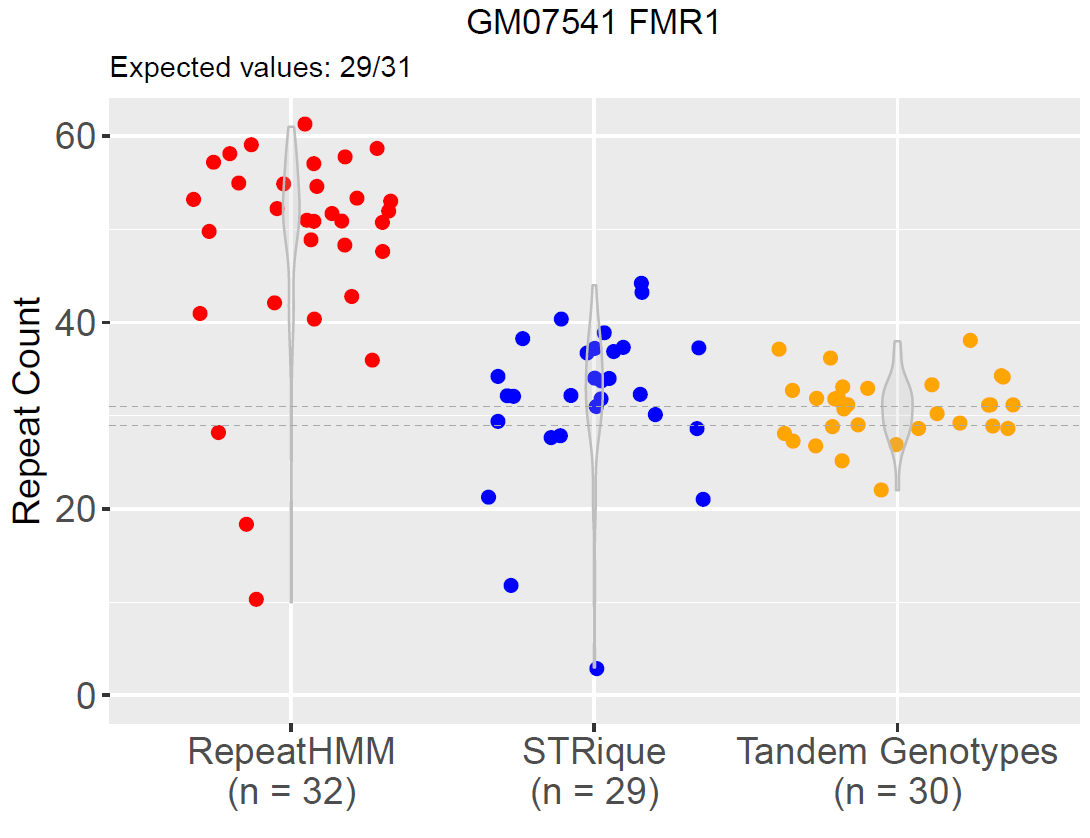 GM07541 FMR1
Expected values: 29/31
Repeat Count
60
40
20
0
RepeatHMM STRique Tandem Genotypes
(n = 32) (n = 29) (n = 30)